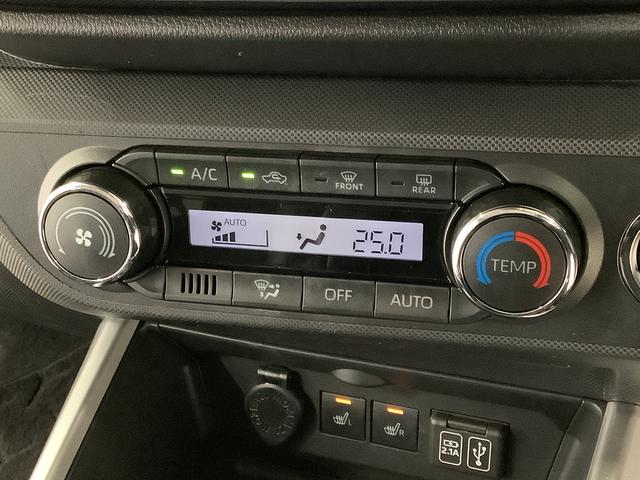 A/C
FRONT
REAR
AUTO
25.0
TEMP
OFF
AUTO
L
R
2.1A